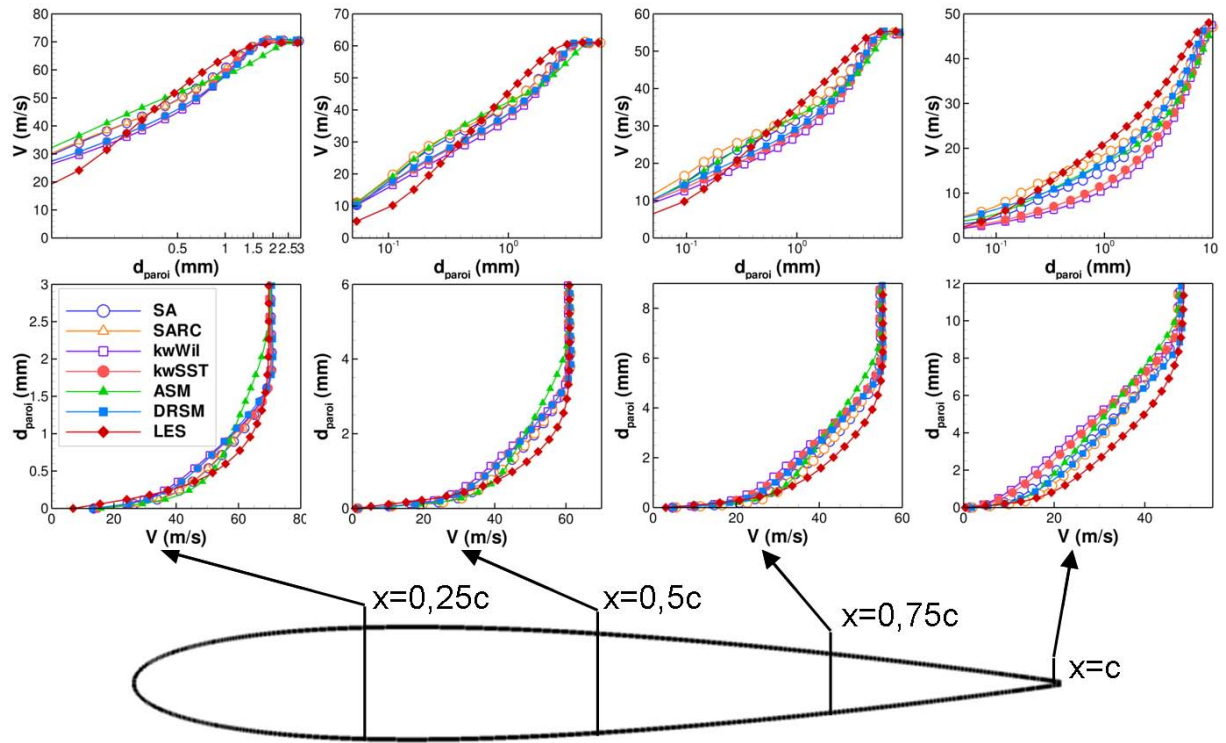 V (m/s)
80
70
60
50
40
30
20
10
0
0.5 1 1.5 2 2.5 3
d_paroi (mm)
V (m/s)
70
60
50
40
30
20
10
0
10⁻¹ 10⁰
d_paroi (mm)
V (m/s)
60
50
40
30
20
10
0
10⁻¹ 10⁰
d_paroi (mm)
V (m/s)
50
40
30
20
10
0
10⁻¹ 10⁰ 10
d_paroi (mm)
d_paroi (mm)
3
2.5
2
1.5
1
0.5
0
SA
SARC
kwWil
kwSST
ASM
DRSM
LES
0 20 40 60 80
V (m/s)
d_paroi (mm)
6
4
2
0
0 20 40 60
V (m/s)
d_paroi (mm)
8
6
4
2
0
0 20 40 60
V (m/s)
d_paroi (mm)
12
10
8
6
4
2
0
0 20 40
V (m/s)
x=0,25c
x=0,5c
x=0,75c
x=c